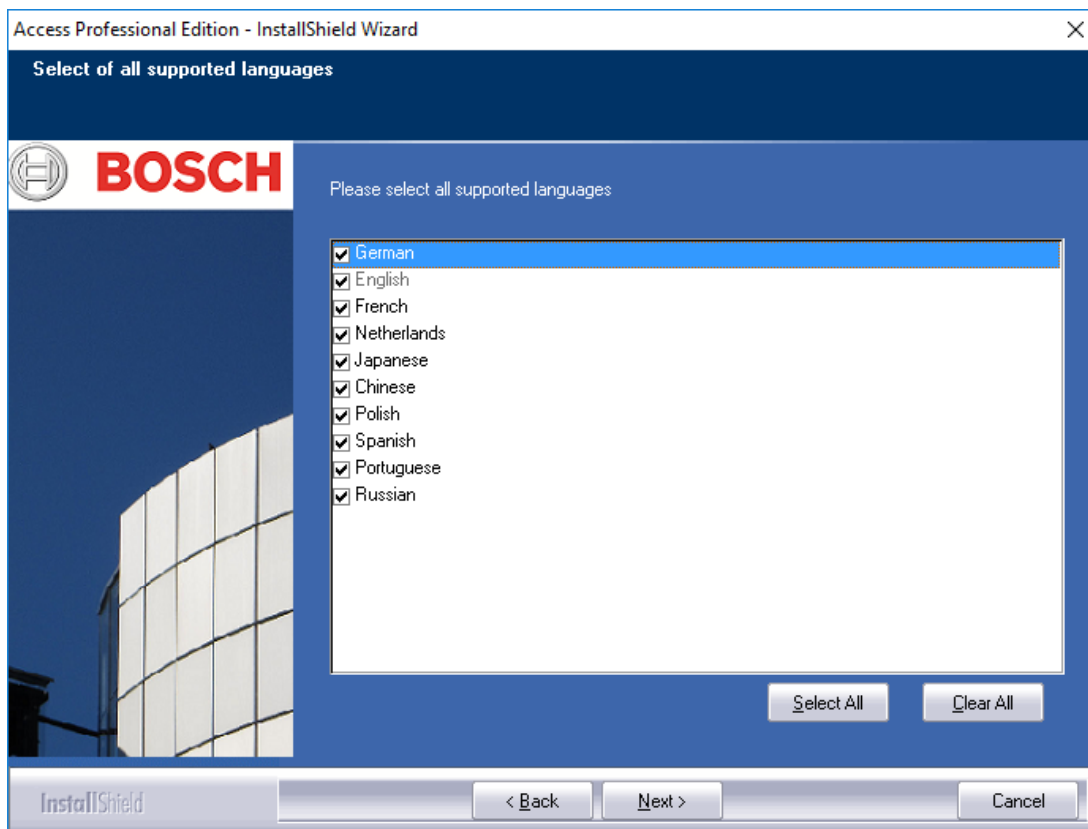 Access Professional Edition - InstallShield Wizard
Select of all supported languages
BOSCH
Please select all supported languages
German
English
French
Netherlands
Japanese
Chinese
Polish
Spanish
Portuguese
Russian
Select All
Clear All
InstallShield
< Back
Next >
Cancel